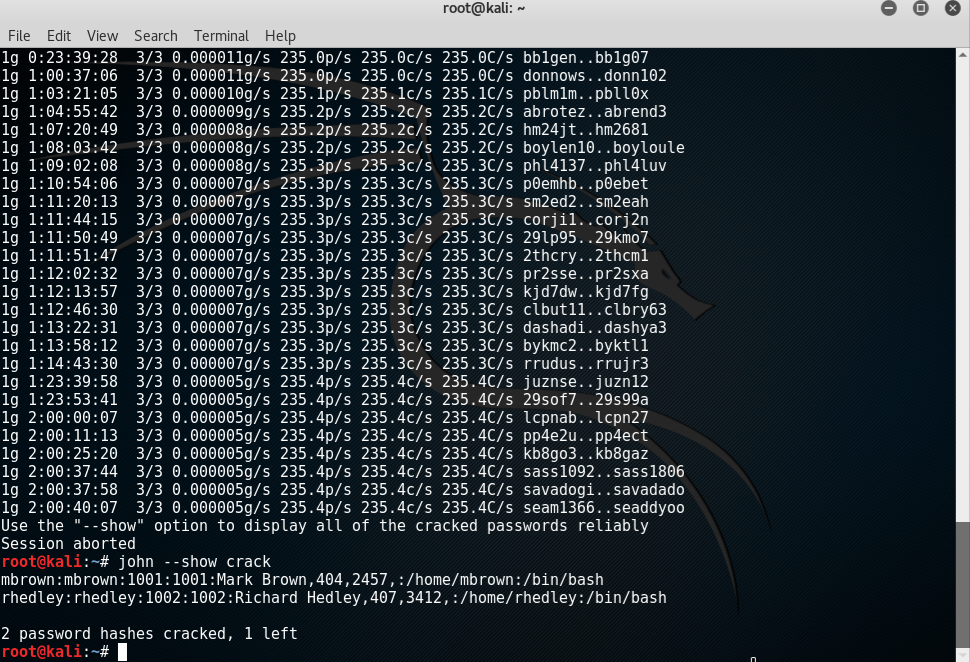 root@kali: ~
File Edit View Search Terminal Help
1g 0:23:39:28  3/3 0.000011g/s 235.0p/s 235.0c/s 235.0C/s bb1gen..bb1g07
1g 1:00:37:06  3/3 0.000011g/s 235.0p/s 235.0c/s 235.0C/s donnows..donn102
1g 1:03:21:05  3/3 0.000010g/s 235.1p/s 235.1c/s 235.1C/s pblm1m..pbll0x
1g 1:04:55:42  3/3 0.000009g/s 235.2p/s 235.2c/s 235.2C/s abrotez..abrend3
1g 1:07:20:49  3/3 0.000008g/s 235.2p/s 235.2c/s 235.2C/s hm24jt..hm2681
1g 1:08:03:42  3/3 0.000008g/s 235.2p/s 235.2c/s 235.2C/s boylen10..boyloule
1g 1:09:02:08  3/3 0.000008g/s 235.3p/s 235.3c/s 235.3C/s phl4137..phl4luv
1g 1:10:54:06  3/3 0.000007g/s 235.3p/s 235.3c/s 235.3C/s p0emhb..p0ebet
1g 1:11:20:13  3/3 0.000007g/s 235.3p/s 235.3c/s 235.3C/s sm2ed2..sm2eah
1g 1:11:44:15  3/3 0.000007g/s 235.3p/s 235.3c/s 235.3C/s corji1..corj2n
1g 1:11:50:49  3/3 0.000007g/s 235.3p/s 235.3c/s 235.3C/s 29lp95..29kmo7
1g 1:11:51:47  3/3 0.000007g/s 235.3p/s 235.3c/s 235.3C/s 2thcry..2thcm1
1g 1:12:02:32  3/3 0.000007g/s 235.3p/s 235.3c/s 235.3C/s pr2sse..pr2sxa
1g 1:12:13:57  3/3 0.000007g/s 235.3p/s 235.3c/s 235.3C/s kjd7dw..kjd7fg
1g 1:12:46:30  3/3 0.000007g/s 235.3p/s 235.3c/s 235.3C/s clbut11..clbry63
1g 1:13:22:31  3/3 0.000007g/s 235.3p/s 235.3c/s 235.3C/s dashadi..dashya3
1g 1:13:58:12  3/3 0.000007g/s 235.3p/s 235.3c/s 235.3C/s bykmc2..byktl1
1g 1:14:43:30  3/3 0.000007g/s 235.3p/s 235.3c/s 235.3C/s rrudus..rrujr3
1g 1:23:39:58  3/3 0.000005g/s 235.4p/s 235.4c/s 235.4C/s juznse..juzn12
1g 1:23:53:41  3/3 0.000005g/s 235.4p/s 235.4c/s 235.4C/s 29sof7..29s99a
1g 2:00:00:07  3/3 0.000005g/s 235.4p/s 235.4c/s 235.4C/s lcpnab..lcpn27
1g 2:00:11:13  3/3 0.000005g/s 235.4p/s 235.4c/s 235.4C/s pp4e2u..pp4ect
1g 2:00:25:20  3/3 0.000005g/s 235.4p/s 235.4c/s 235.4C/s kb8go3..kb8gaz
1g 2:00:37:44  3/3 0.000005g/s 235.4p/s 235.4c/s 235.4C/s sass1092..sass1806
1g 2:00:37:58  3/3 0.000005g/s 235.4p/s 235.4c/s 235.4C/s savadogi..savadado
1g 2:00:40:07  3/3 0.000005g/s 235.4p/s 235.4c/s 235.4C/s seam1366..seaddyoo
Use the "--show" option to display all of the cracked passwords reliably
Session aborted
root@kali:~# john --show crack
mbrown:mbrown:1001:1001:Mark Brown,404,2457,:/home/mbrown:/bin/bash
rhedley:rhedley:1002:1002:Richard Hedley,407,3412,:/home/rhedley:/bin/bash
2 password hashes cracked, 1 left
root@kali:~#